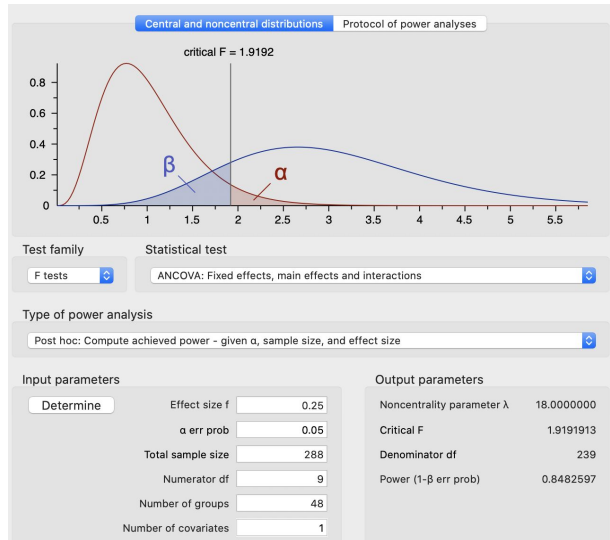 Central and noncentral distributions Protocol of power analyses
critical F = 1.9192
0.8
0.6
0.4
0.2
0
β
α
0.5 1 1.5 2 2.5 3 3.5 4 4.5 5 5.5
Test family Statistical test
F tests ANCOVA: Fixed effects, main effects and interactions
Type of power analysis
Post hoc: Compute achieved power – given α, sample size, and effect size
Input parameters Output parameters
Determine Effect size f 0.25 Noncentrality parameter λ 18.0000000
α err prob 0.05 Critical F 1.9191913
Total sample size 288 Denominator df 239
Numerator df 9 Power (1-β err prob) 0.8482597
Number of groups 48
Number of covariates 1